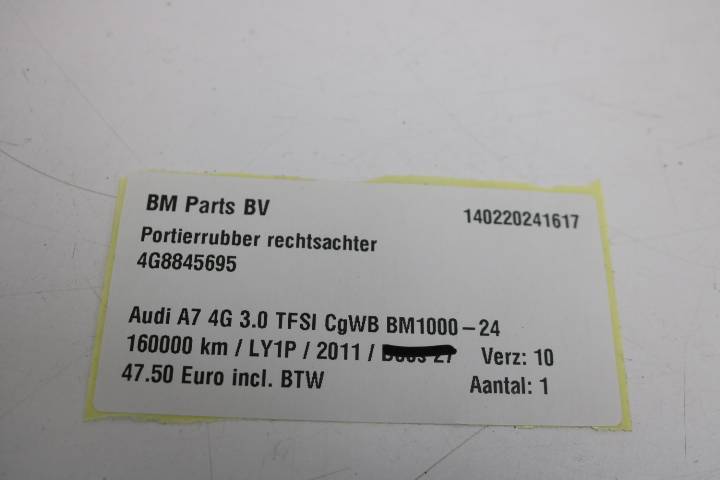 BM Parts BV
140220241617
Portierrubber rechtsachter
4G8845695
Audi A7 4G 3.0 TFSI CgWB BM1000-24
160000 km / LY1P / 2011 / Verz: 10
47.50 Euro incl. BTW Aantal: 1